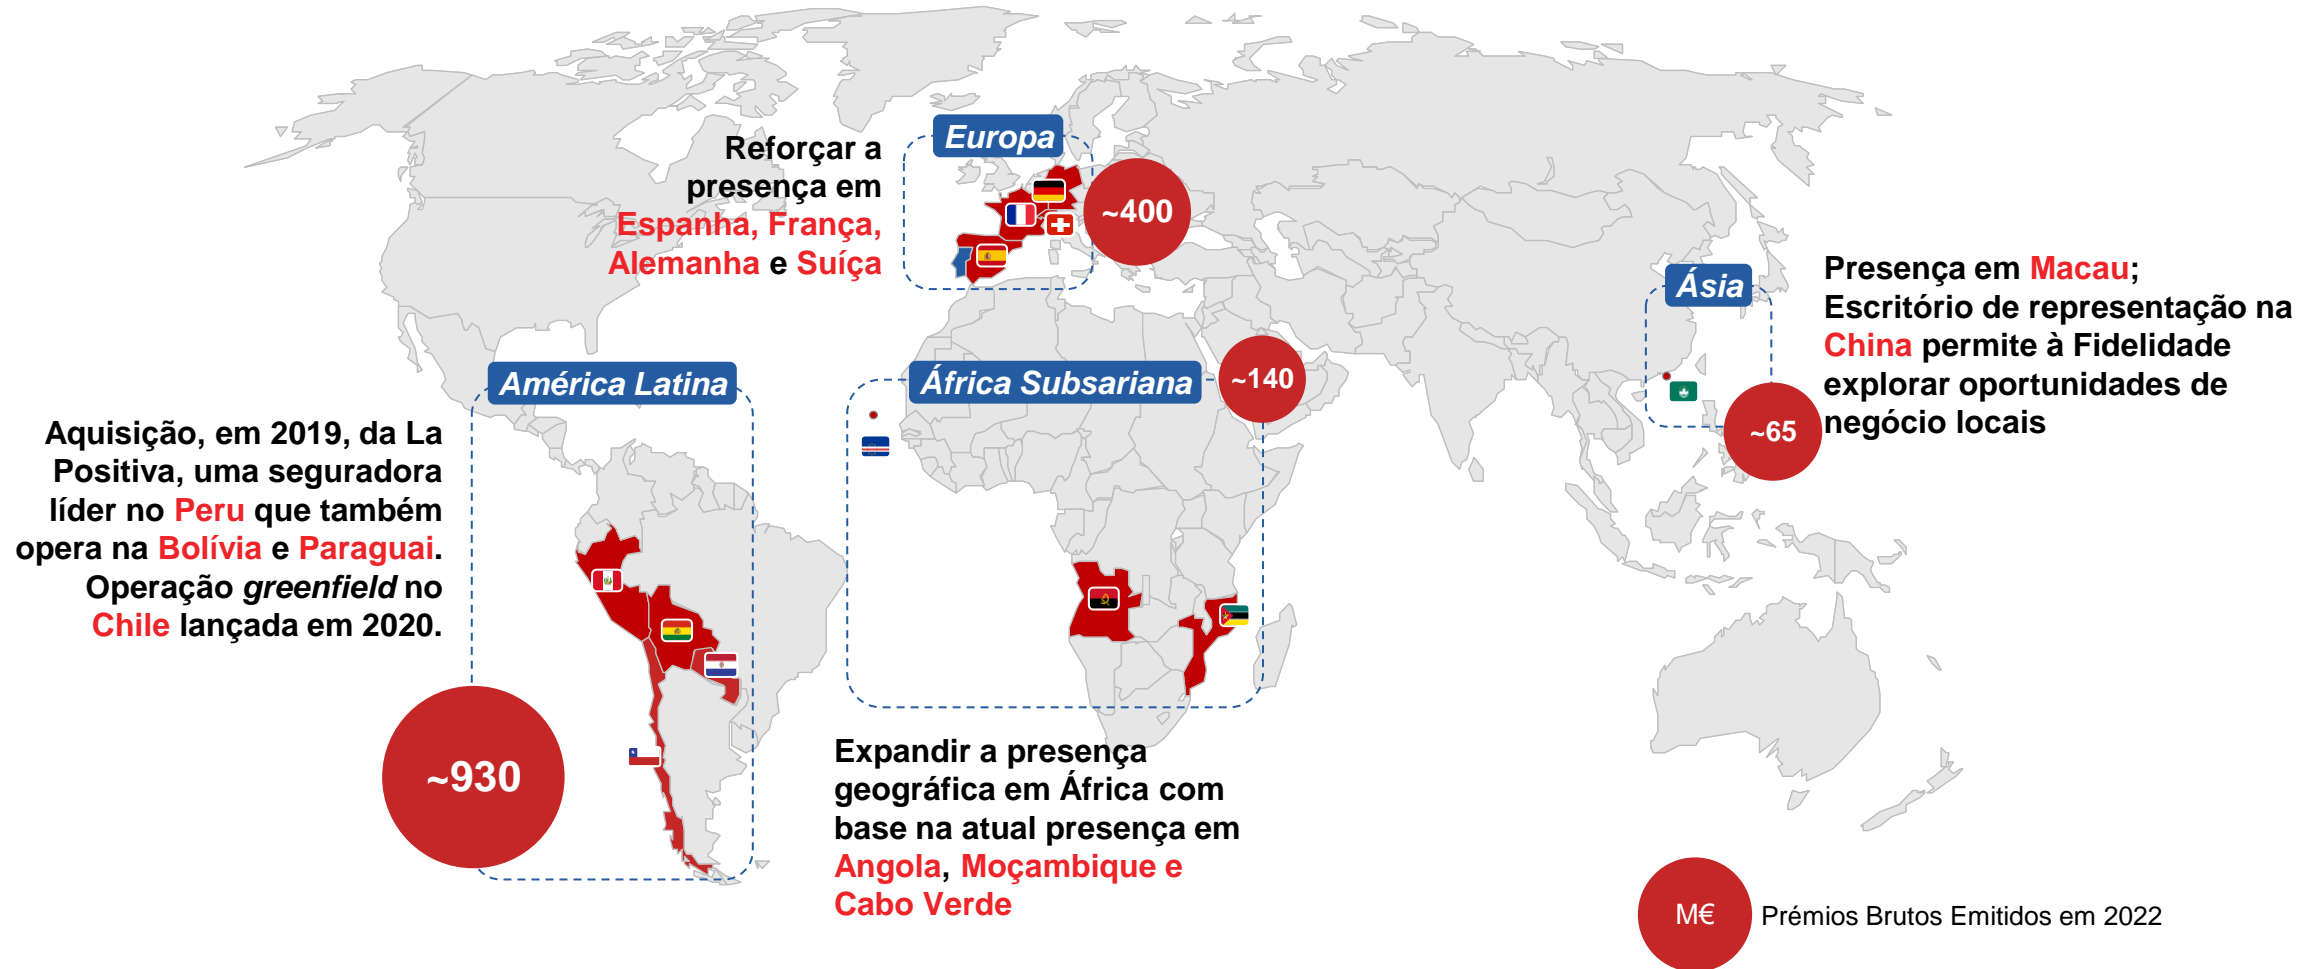 Europa
Reforçar a
presença em
Espanha, França,
Alemanha e Suíça
~400
Ásia
Presença em Macau;
Escritório de representação na
China permite à Fidelidade
explorar oportunidades de
negócio locais
~65
América Latina
Aquisição, em 2019, da La
Positiva, uma seguradora
líder no Peru que também
opera na Bolívia e Paraguai.
Operação greenfield no
Chile lançada em 2020.
~930
África Subsariana
~140
Expandir a presença
geográfica em África com
base na atual presença em
Angola, Moçambique e
Cabo Verde
M€
Prémios Brutos Emitidos em 2022